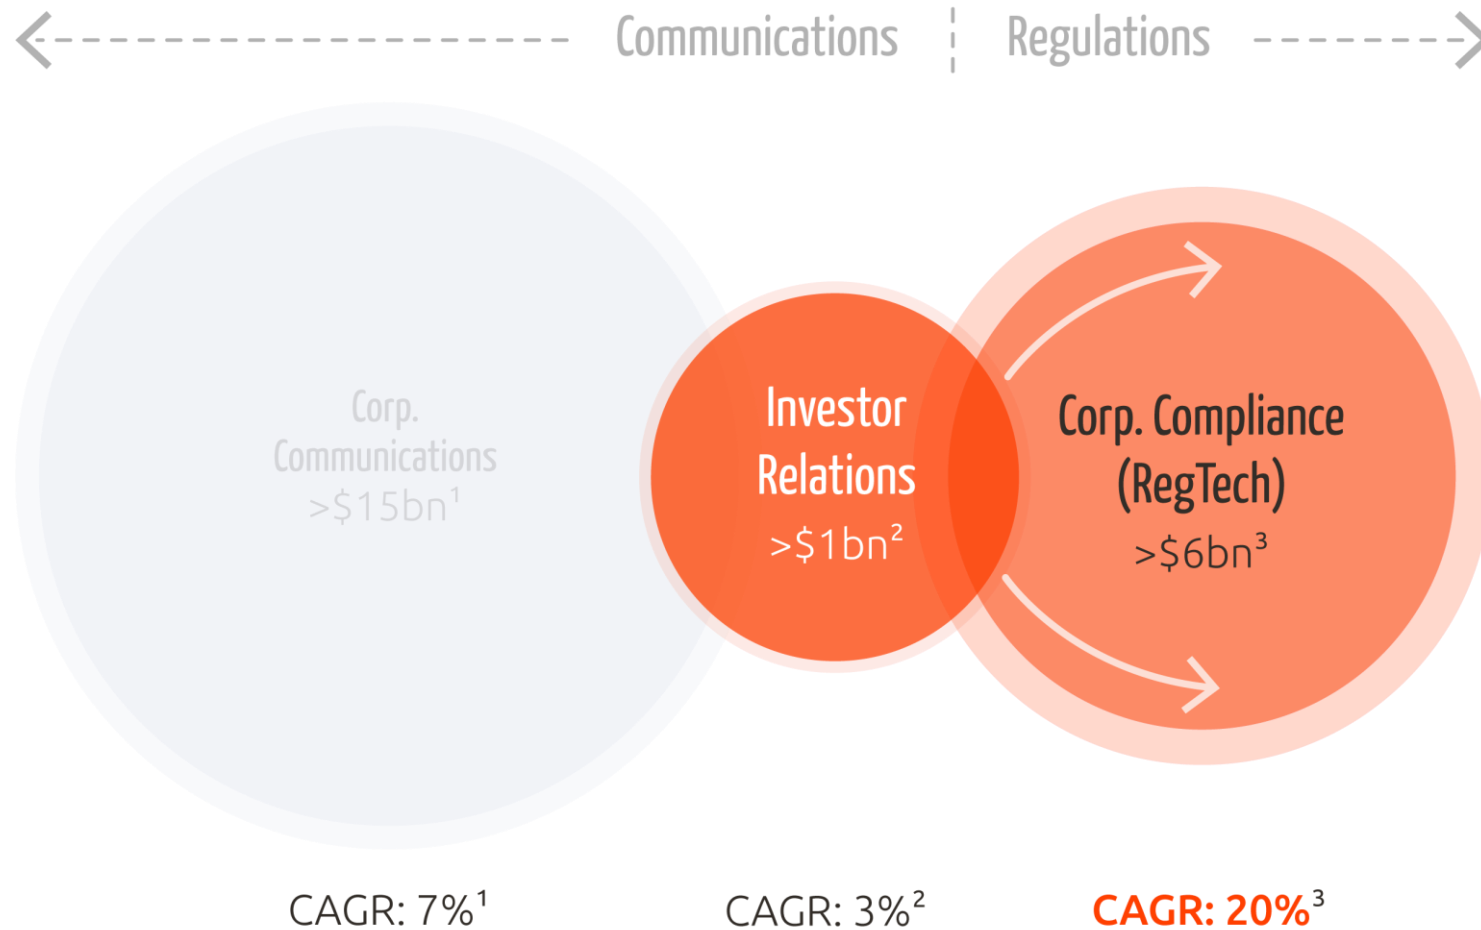 Communications
Regulations
Corp.
Communications
>$15bn¹
Investor
Relations
>$1bn²
Corp. Compliance
(RegTech)
>$6bn³
CAGR: 7%¹
CAGR: 3%²
CAGR: 20%³